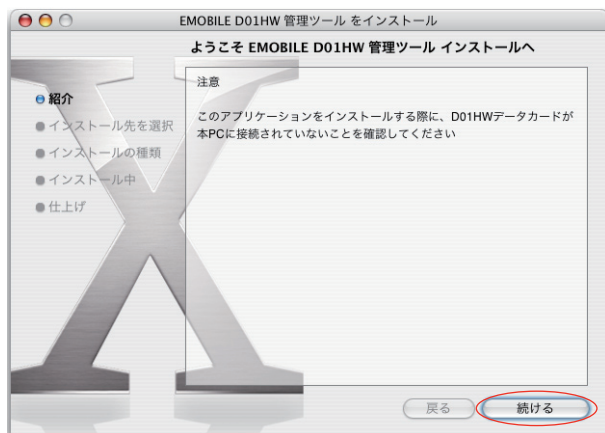 EMOBILE D01HW 管理ツール をインストール
ようこそ EMOBILE D01HW 管理ツール インストールへ
紹介
インストール先を選択
インストールの種類
インストール中
仕上げ
注意
このアプリケーションをインストールする際に、D01HWデータカードが
本PCに接続されていないことを確認してください
戻る
続ける